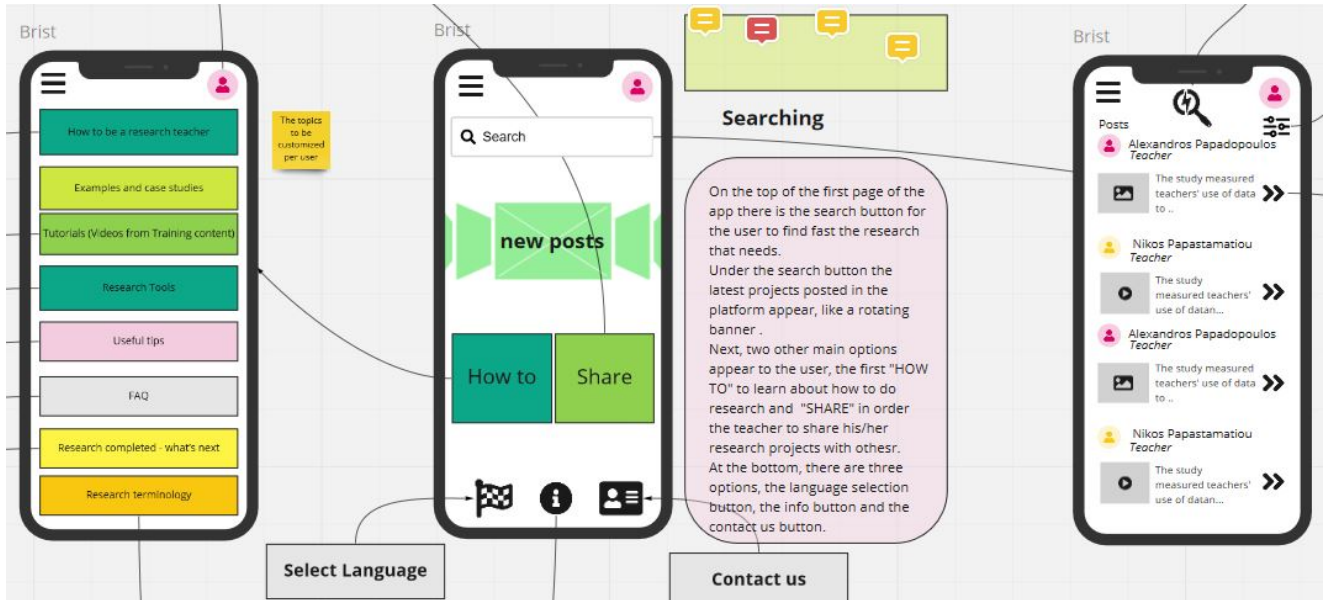 Brist
How to be a research teacher
Examples and case studies
Tutorials (Videos from Training content)
Research Tools
Useful tips
FAQ
Research completed - what's next
Research terminology
The topics
to be
customized
per user
Brist
Search
new posts
How to
Share
Select Language
Contact us
Searching
On the top of the first page of the
app there is the search button for
the user to find fast the research
that needs.
Under the search button the
latest projects posted in the
platform appear, like a rotating
banner .
Next, two other main options
appear to the user, the first "HOW
TO" to learn about how to do
research and "SHARE" in order
the teacher to share his/her
research projects with othesr.
At the bottom, there are three
options, the language selection
button, the info button and the
contact us button.
Brist
Posts
Alexandros Papadopoulos
Teacher
The study measured
teachers' use of data
to ..
Nikos Papastamatiou
Teacher
The study
measured teachers'
use of datan...
Alexandros Papadopoulos
Teacher
The study measured
teachers' use of data
to ..
Nikos Papastamatiou
Teacher
The study
measured teachers'
use of datan...